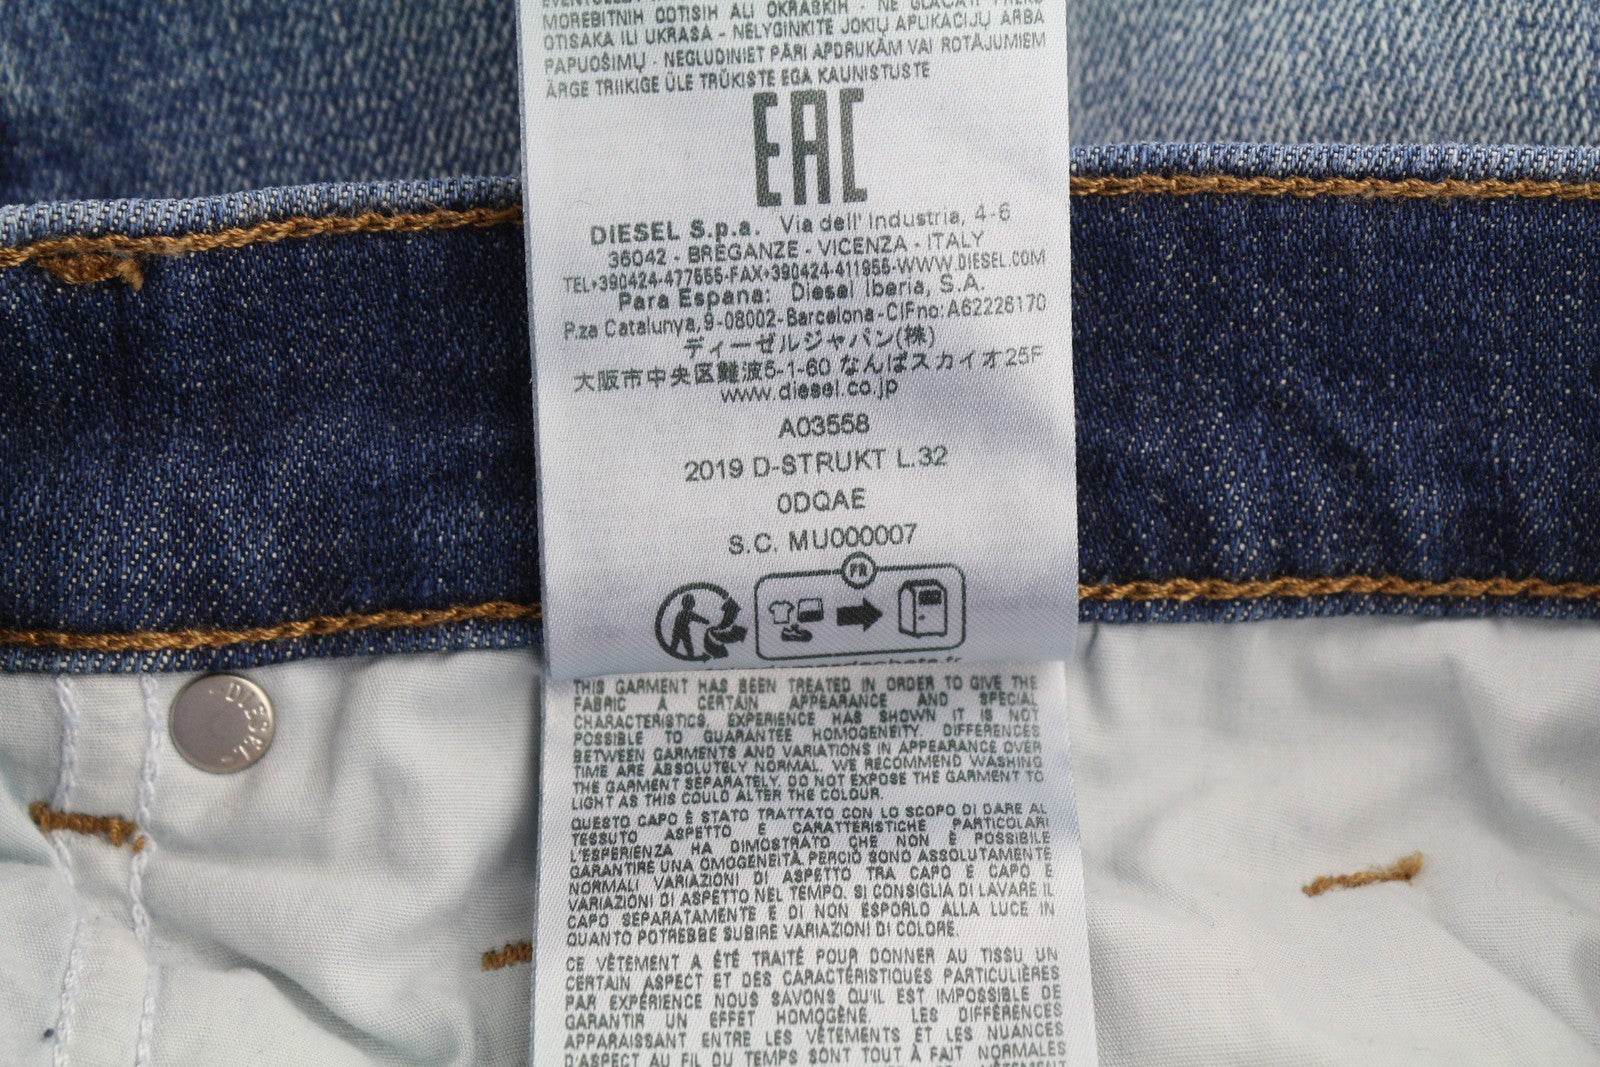 MOREBITNIH ODTISIH ALI OKRASKIH - NE GLAČATI PREKO
OTISAKA ILI UKRASA - NELYGINKITE JOKIŲ APLIKACIJŲ ARBA
PAPUOŠIMŲ - NEGLUDINIET PĀRI APDRUKĀM VAI ROTĀJUMIEM
ÄRGE TRIIKIGE ÜLE TRÜKISTE EGA KAUNISTUSTE
EAC
DIESEL S.p.a. Via dell' Industria, 4-6
36042 - BREGANZE - VICENZA - ITALY
TEL+390424-477555-FAX+390424-411955-WWW.DIESEL.COM
Para Espana: Diesel Iberia, S.A.
P.za Catalunya,9-08002-Barcelona-CIFno:A62226170
ディーゼルジャパン(株)
大阪市中央区難波5-1-60 なんばスカイオ25F
www.diesel.co.jp
A03558
2019 D-STRUKT L.32
0DQAE
S.C. MU000007
FR
DIESEL
THIS GARMENT HAS BEEN TREATED IN ORDER TO GIVE THE
FABRIC A CERTAIN APPEARANCE AND SPECIAL
CHARACTERISTICS. EXPERIENCE HAS SHOWN IT IS NOT
POSSIBLE TO GUARANTEE HOMOGENEITY. DIFFERENCES
BETWEEN GARMENTS AND VARIATIONS IN APPEARANCE OVER
TIME ARE ABSOLUTELY NORMAL. WE RECOMMEND WASHING
THE GARMENT SEPARATELY. DO NOT EXPOSE THE GARMENT TO
LIGHT AS THIS COULD ALTER THE COLOUR.
QUESTO CAPO È STATO TRATTATO CON LO SCOPO DI DARE AL
TESSUTO ASPETTO E CARATTERISTICHE PARTICOLARI
L'ESPERIENZA HA DIMOSTRATO CHE NON È POSSIBILE
GARANTIRE UNA OMOGENEITÀ. PERCIÒ SONO ASSOLUTAMENTE
NORMALI VARIAZIONI DI ASPETTO TRA CAPO E CAPO E
VARIAZIONI DI ASPETTO NEL TEMPO. SI CONSIGLIA DI LAVARE IL
CAPO SEPARATAMENTE E DI NON ESPORLO ALLA LUCE IN
QUANTO POTREBBE SUBIRE VARIAZIONI DI COLORE.
CE VÊTEMENT A ÉTÉ TRAITÉ POUR DONNER AU TISSU UN
CERTAIN ASPECT ET DES CARACTÉRISTIQUES PARTICULIÈRES
PAR EXPÉRIENCE NOUS SAVONS QU'IL EST IMPOSSIBLE DE
GARANTIR UN EFFET HOMOGÈNE. LES DIFFÉRENCES
APPARAISSANT ENTRE LES VÊTEMENTS ET LES NUANCES
D'ASPECT AU FIL DU TEMPS SONT TOUT À FAIT NORMALES